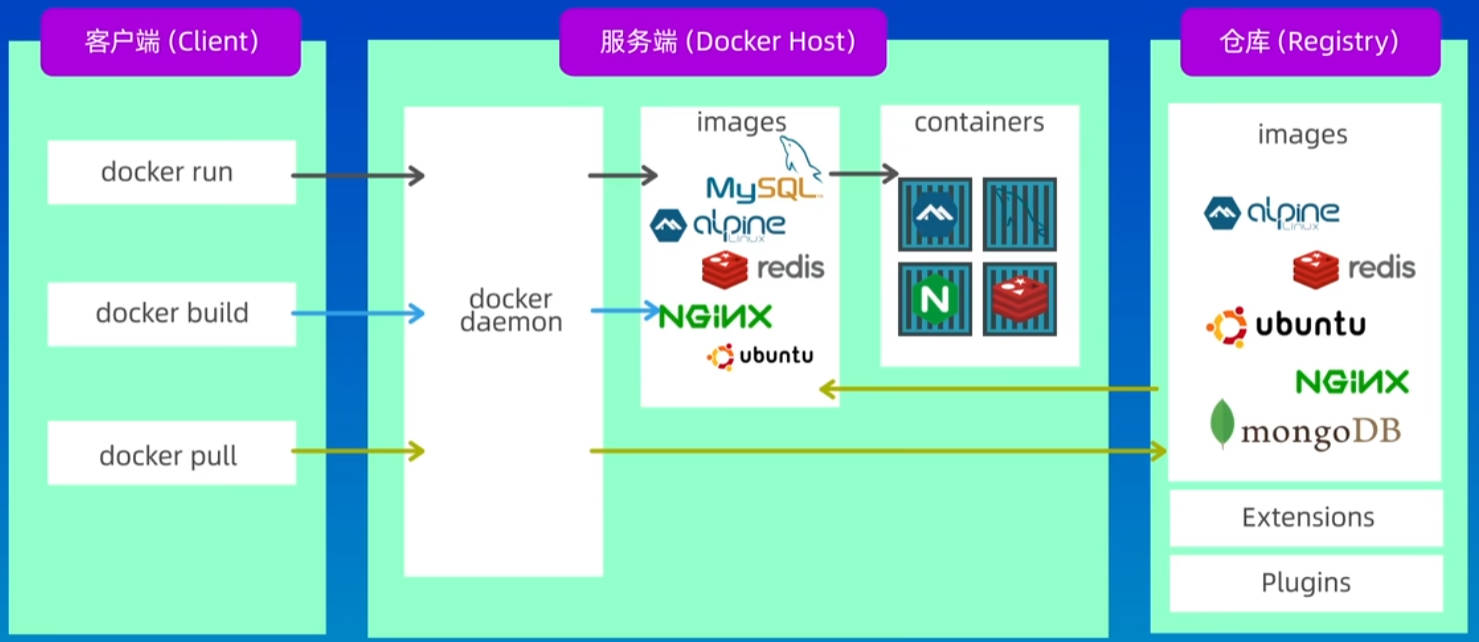 客户端 (Client)
docker run
docker build
docker pull
服务端 (Docker Host)
docker
daemon
images
MySQL
alpine
Linux
redis
NGINX
ubuntu
containers
N
仓库 (Registry)
images
alpine
Linux
redis
ubuntu
NGINX
mongoDB
Extensions
Plugins